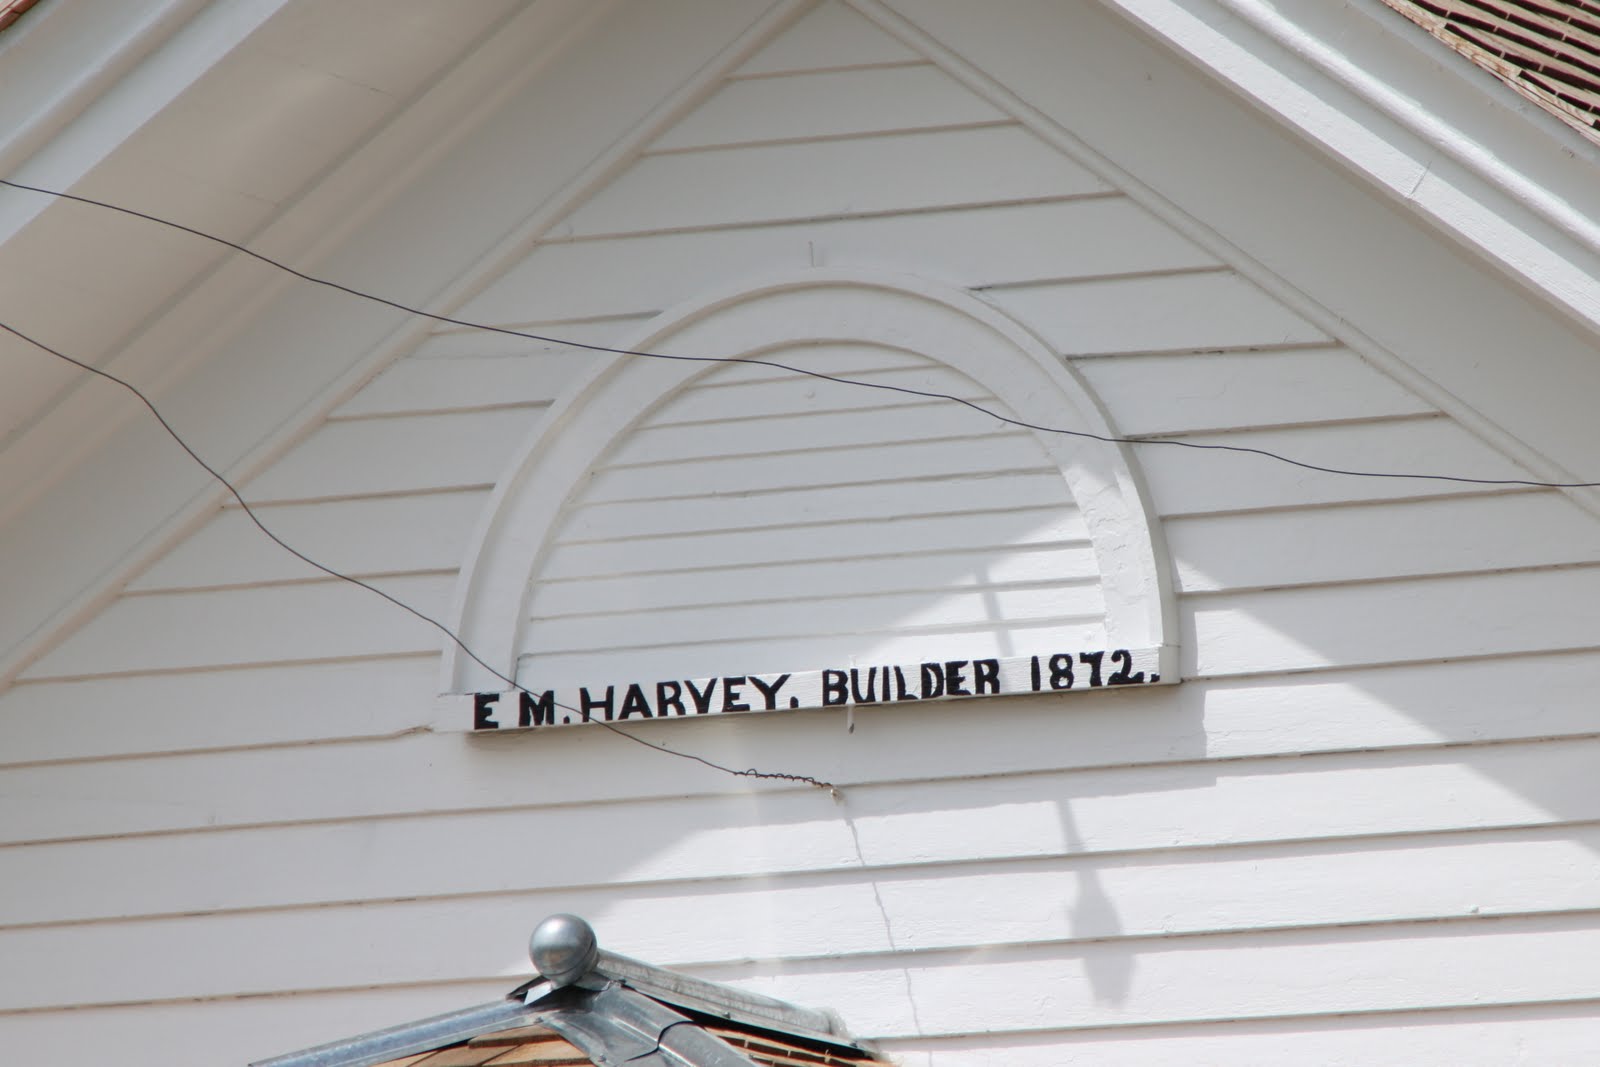 E M. HARVEY. BUILDER 1872.